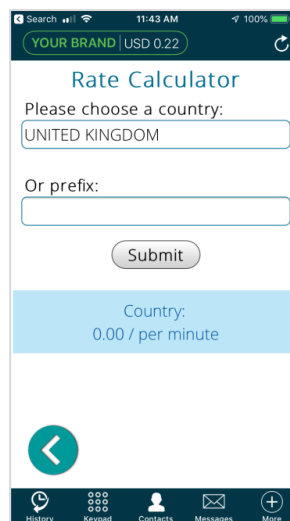 Search 11:43 AM 100%
YOUR BRAND | USD 0.22
Rate Calculator
Please choose a country:
UNITED KINGDOM
Or prefix:
Submit
Country:
0.00 / per minute
History Keypad Contacts Messages More